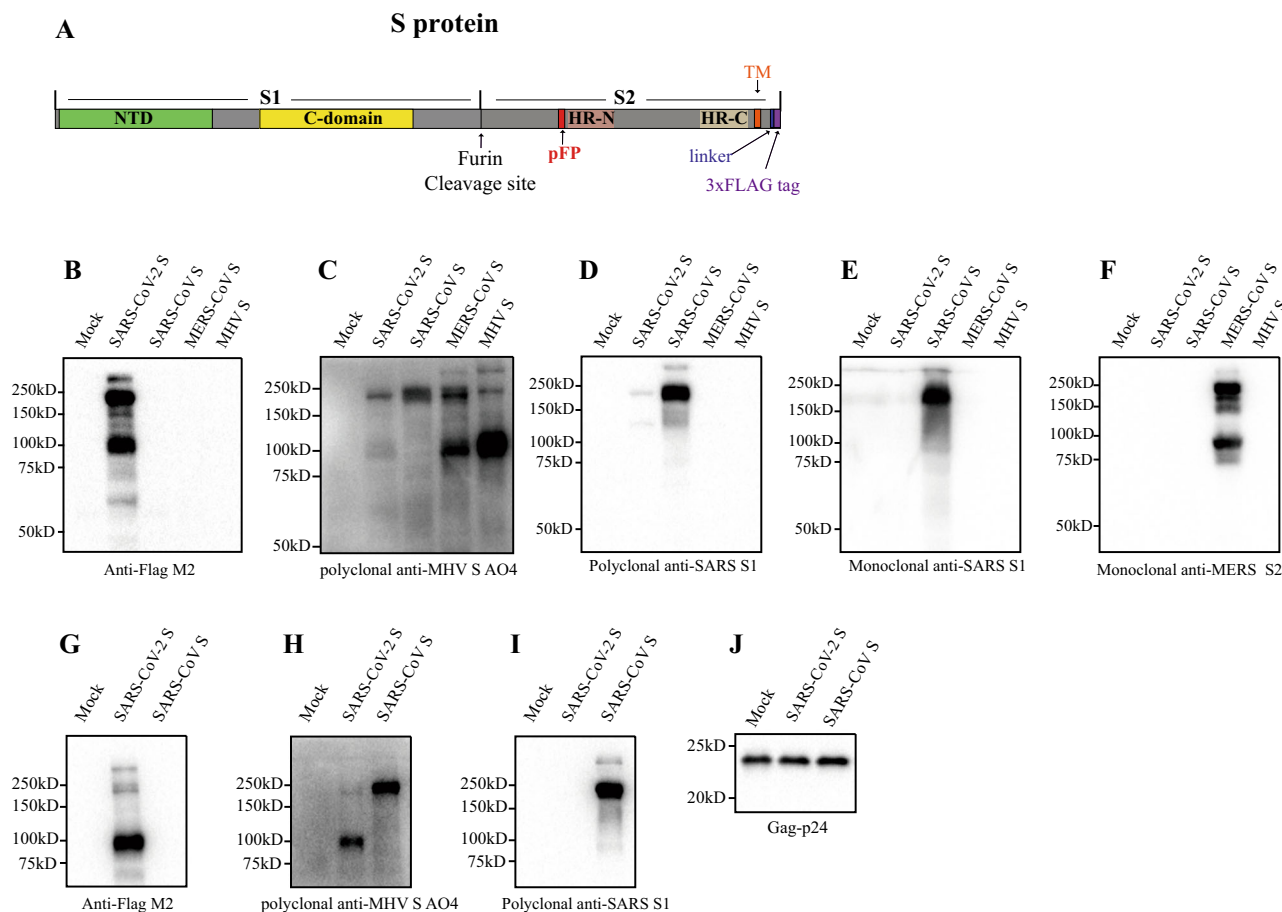 A
S protein
TM
S1
S2
NTD
C-domain
HR-N
HR-C
Furin
Cleavage site
pFP
linker
3xFLAG tag
B
Mock
SARS-CoV-2 S
SARS-CoV S
MERS-CoV S
MHV S
250kD
150kD
100kD
75kD
50kD
Anti-Flag M2
C
Mock
SARS-CoV-2 S
SARS-CoV S
MERS-CoV S
MHV S
250kD
150kD
100kD
75kD
50kD
polyclonal anti-MHV S AO4
D
Mock
SARS-CoV-2 S
SARS-CoV S
MERS-CoV S
MHV S
250kD
150kD
100kD
75kD
50kD
Polyclonal anti-SARS S1
E
Mock
SARS-CoV-2 S
SARS-CoV S
MERS-CoV S
MHV S
250kD
150kD
100kD
75kD
50kD
Monoclonal anti-SARS S1
F
Mock
SARS-CoV-2 S
SARS-CoV S
MERS-CoV S
MHV S
250kD
150kD
100kD
75kD
50kD
Monoclonal anti-MERS S2
G
Mock
SARS-CoV-2 S
SARS-CoV S
250kD
150kD
100kD
75kD
Anti-Flag M2
H
Mock
SARS-CoV-2 S
SARS-CoV S
250kD
150kD
100kD
75kD
polyclonal anti-MHV S AO4
I
Mock
SARS-CoV-2 S
SARS-CoV S
250kD
150kD
100kD
75kD
Polyclonal anti-SARS S1
J
Mock
SARS-CoV-2 S
SARS-CoV S
25kD
20kD
Gag-p24